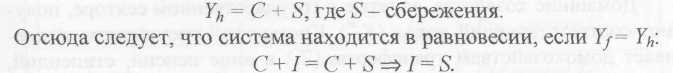 Y_h = C + S, где S – сбережения.
Отсюда следует, что система находится в равновесии, если Y_f = Y_h:
C + I = C + S ⇒ I = S.